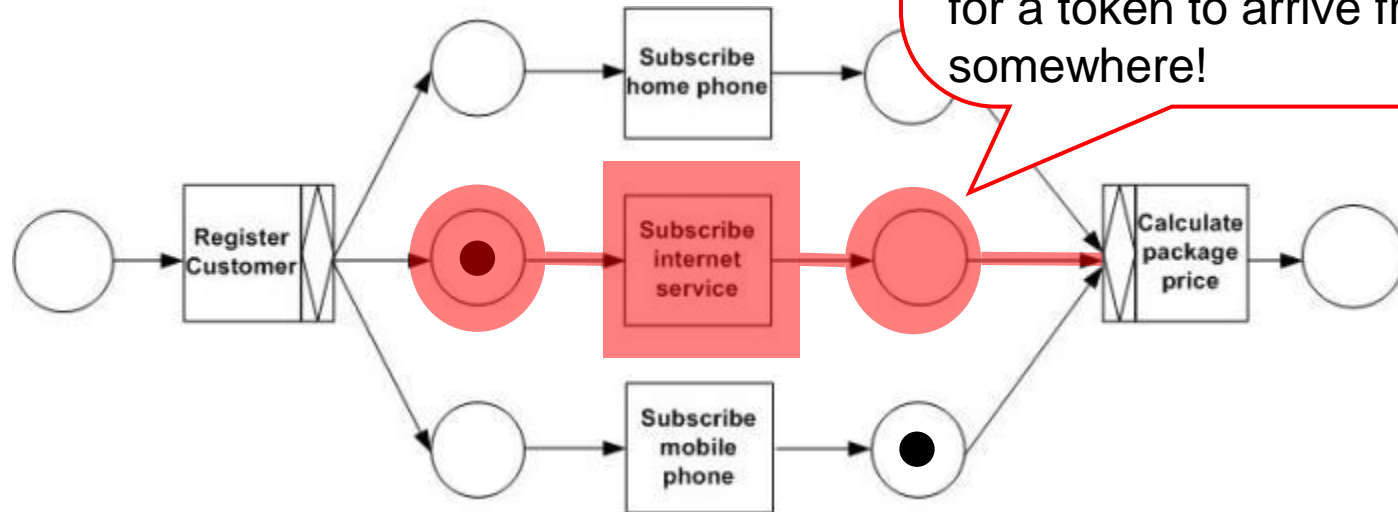 for a token to arrive
somewhere!
Subscribe
home phone
Register
Customer
Subscribe
internet
service
Calculate
package
price
Subscribe
mobile
phone